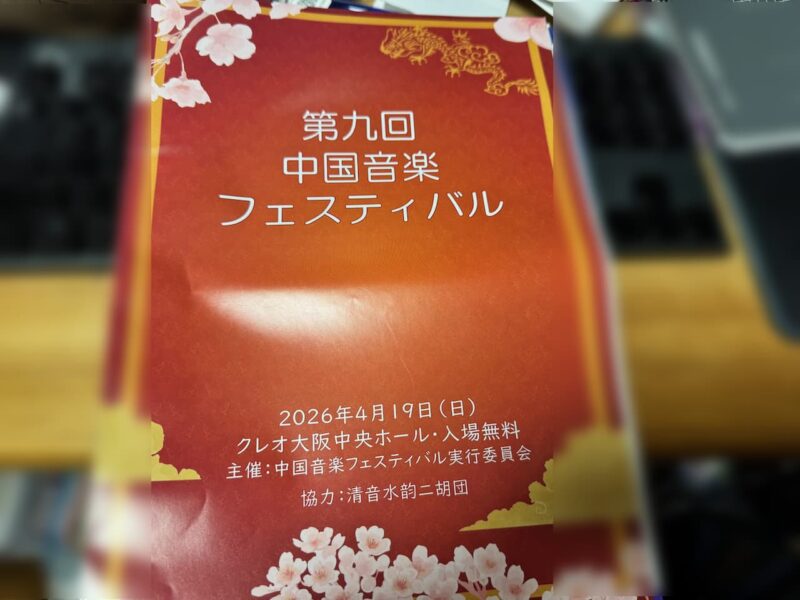 第九回
中国音楽
フェスティバル
2026年4月19日(日)
クレオ大阪中央ホール・入場無料
主催:中国音楽フェスティバル実行委員会
協力:清音水韵二胡団